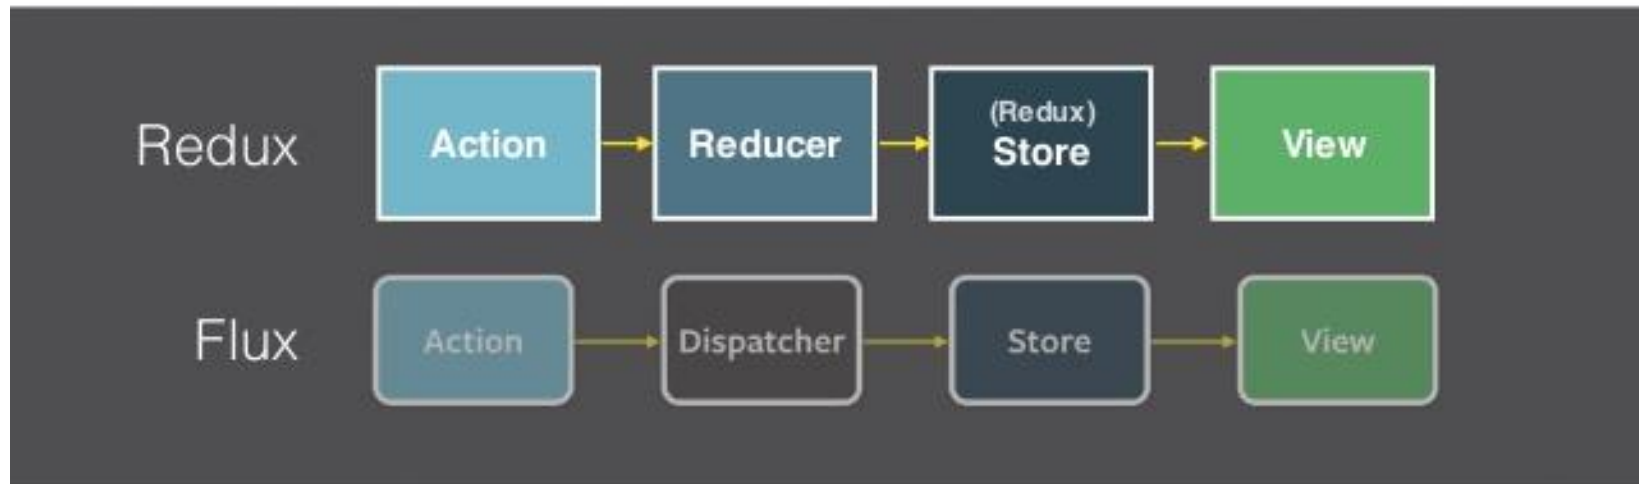 Redux
Action
Reducer
(Redux)
Store
View
Flux
Action
Dispatcher
Store
View